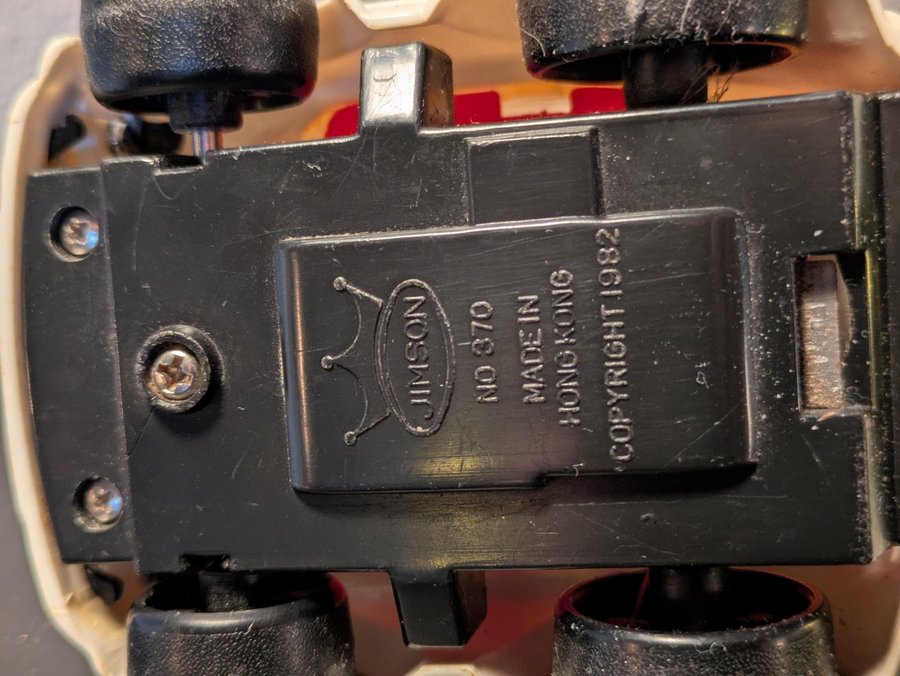 JIMSON
NO 370
MADE IN
HONG KONG
COPYRIGHT 1982